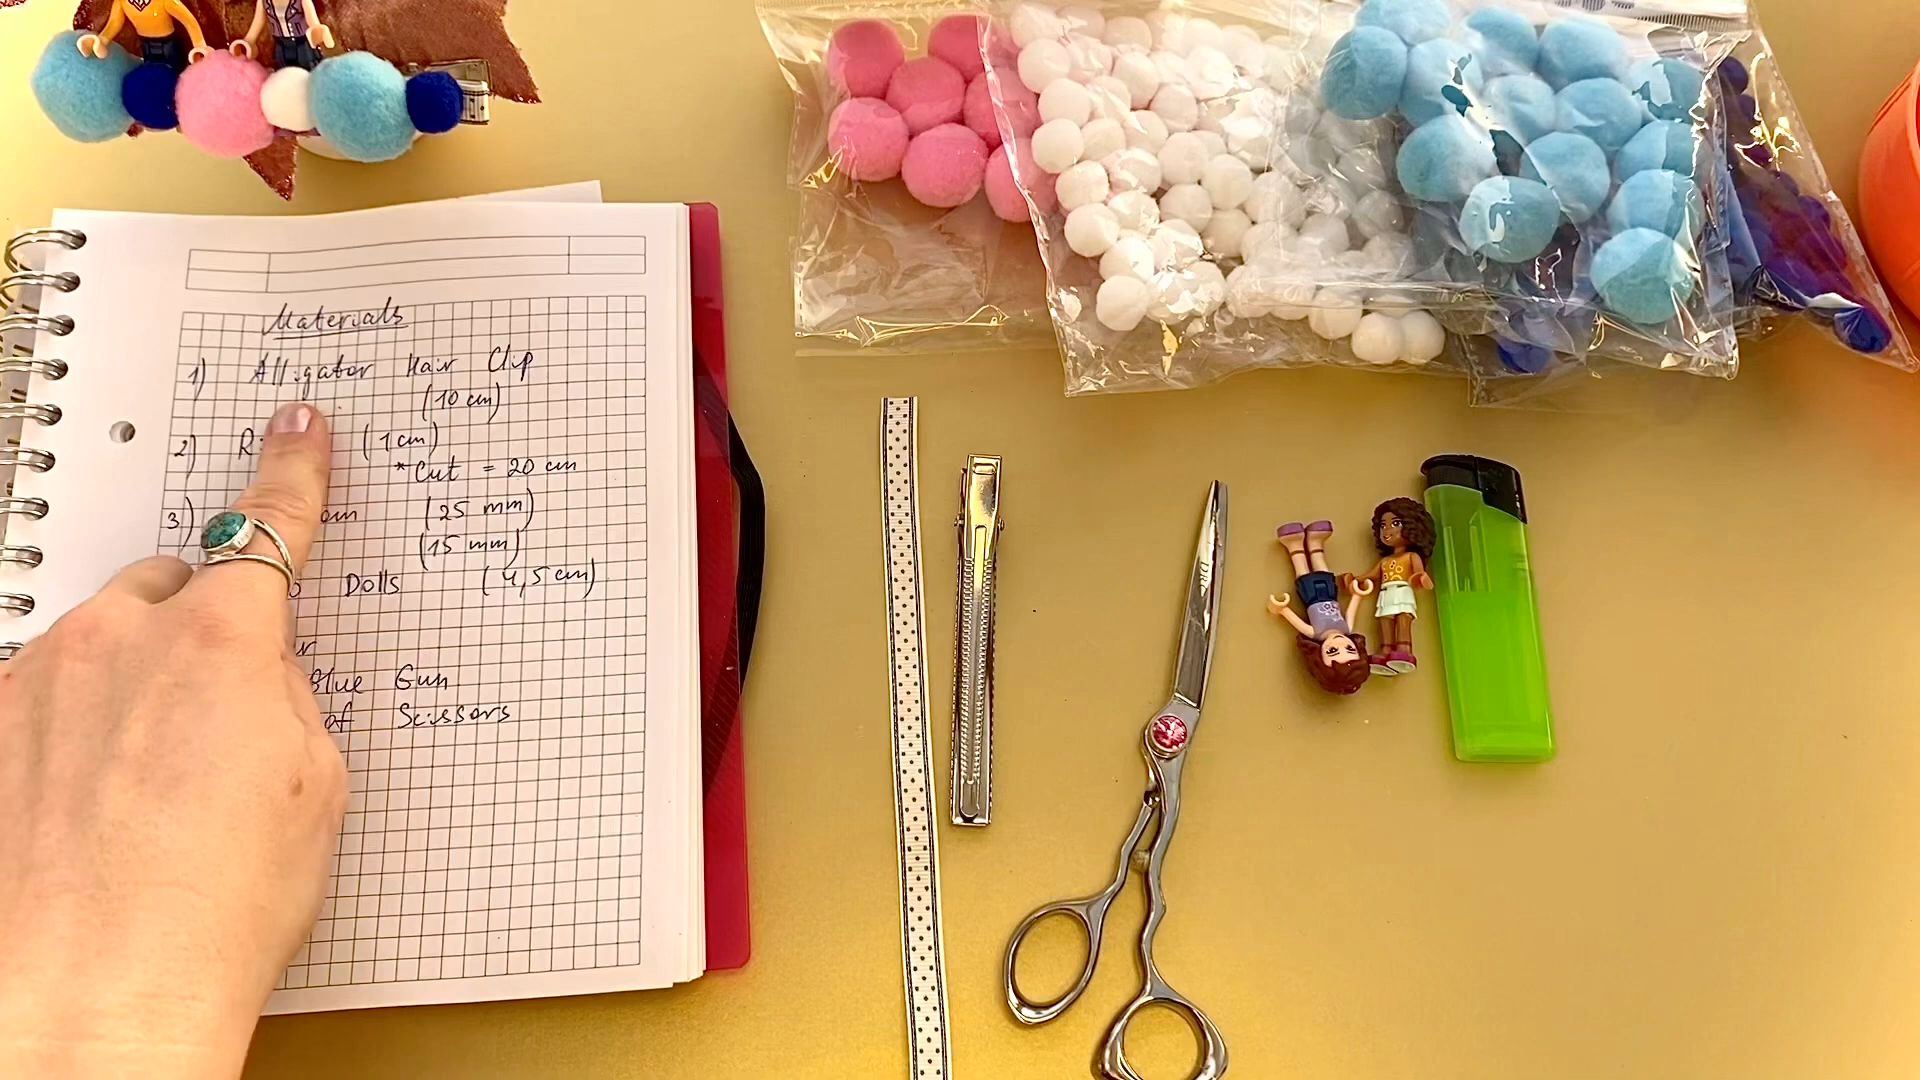 Materials
1) Alligator Hair Clip
(10 cm)
2) (1 cm)
*Cut = 20 cm
3) (25 mm)
(15 mm)
Dolls (4,5 cm)
Glue Gun
of Scissors